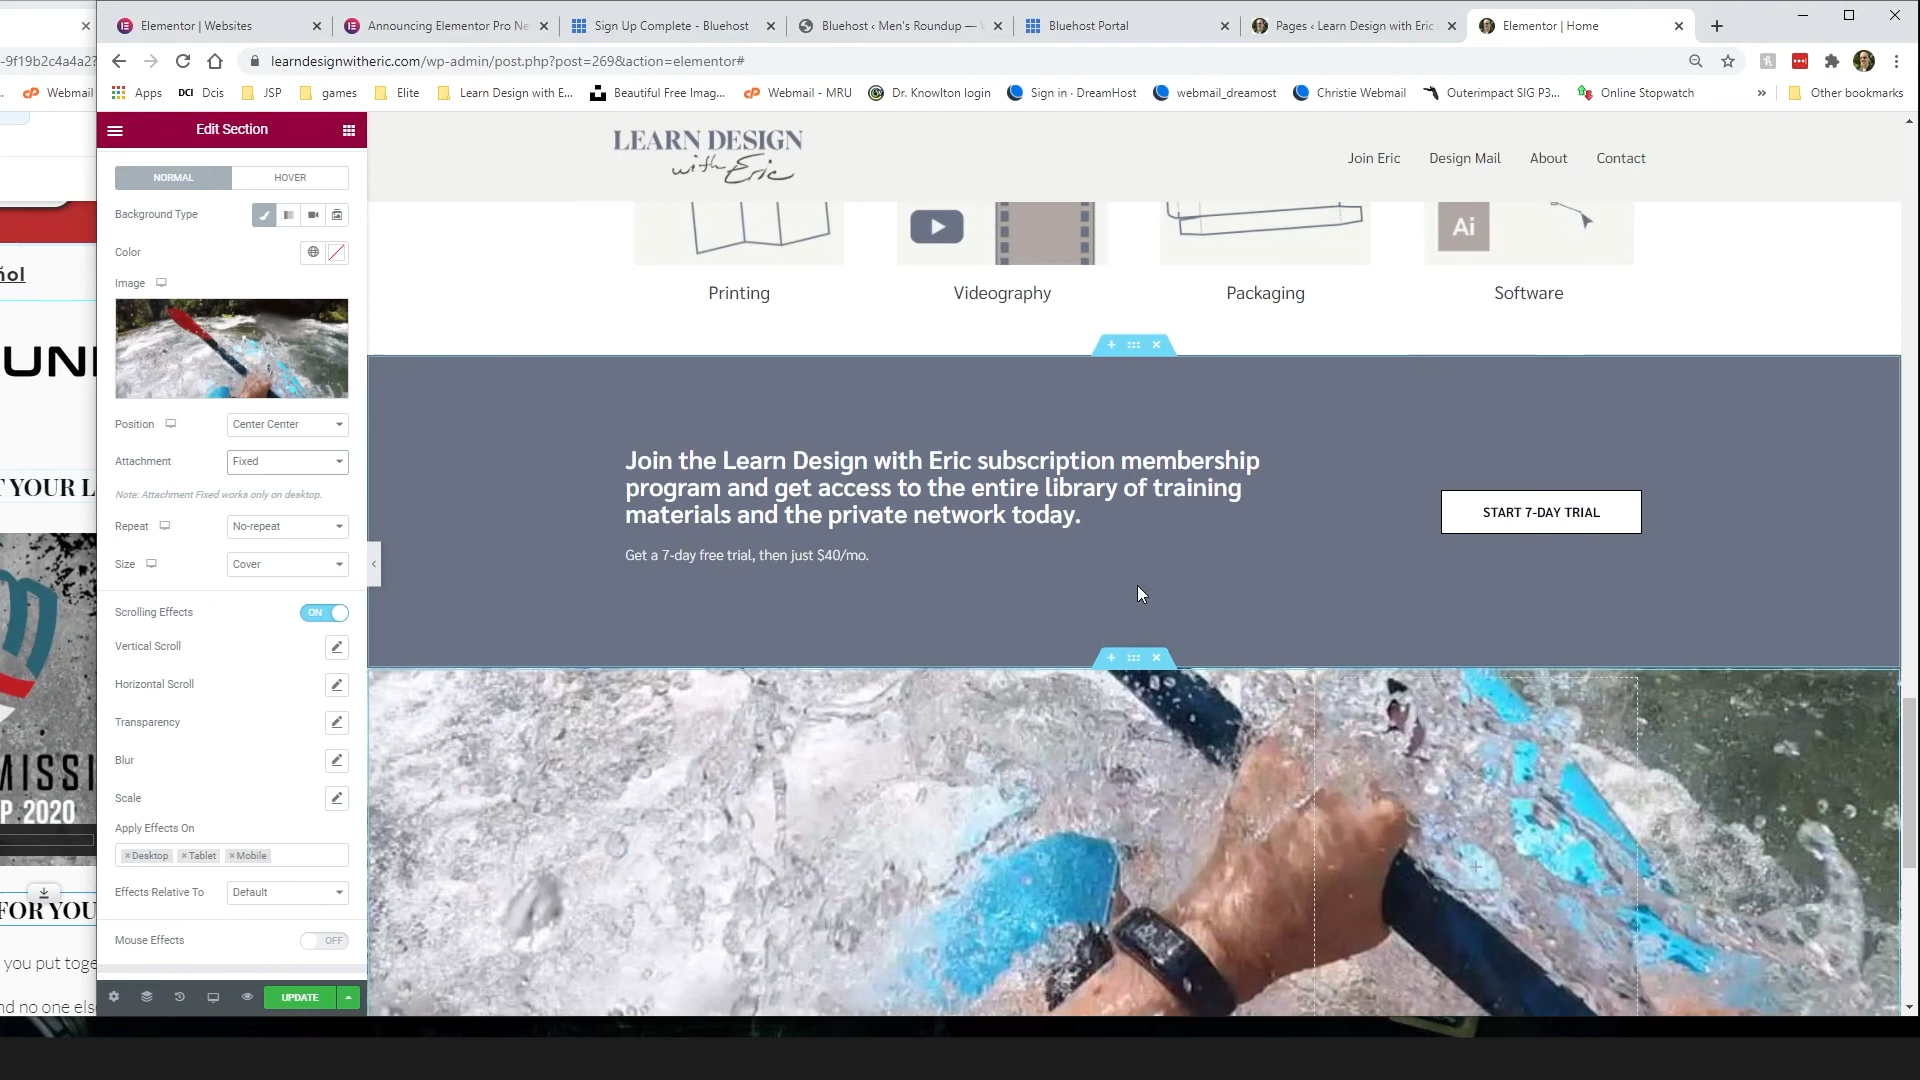 Elementor | Websites
Announcing Elementor Pro Ne
Sign Up Complete - Bluehost
Bluehost ‹ Men's Roundup —
Bluehost Portal
Pages ‹ Learn Design with Eric
Elementor | Home
-9f19b2c4a4a2?
learndesignwitheric.com/wp-admin/post.php?post=269&action=elementor#
Webmail
Apps
DCI Dcis
JSP
games
Elite
Learn Design with E...
Beautiful Free Imag...
Webmail - MRU
Dr. Knowlton login
Sign in · DreamHost
webmail_dreamost
Christie Webmail
Outerimpact SIG P3...
Online Stopwatch
»
Other bookmarks
Edit Section
NORMAL
HOVER
Background Type
Color
Image
Position
Center Center
Attachment
Fixed
Note: Attachment Fixed works only on desktop.
Repeat
No-repeat
Size
Cover
Scrolling Effects
ON
Vertical Scroll
Horizontal Scroll
Transparency
Blur
Scale
Apply Effects On
×Desktop
×Tablet
×Mobile
Effects Relative To
Default
Mouse Effects
OFF
UPDATE
LEARN DESIGN
with Eric
Join Eric
Design Mail
About
Contact
Ai
Printing
Videography
Packaging
Software
Join the Learn Design with Eric subscription membership
program and get access to the entire library of training
materials and the private network today.
Get a 7-day free trial, then just $40/mo.
START 7-DAY TRIAL
ñol
UN
YOUR L
MISSI
P 2020
FOR YOU
you put toge
nd no one els